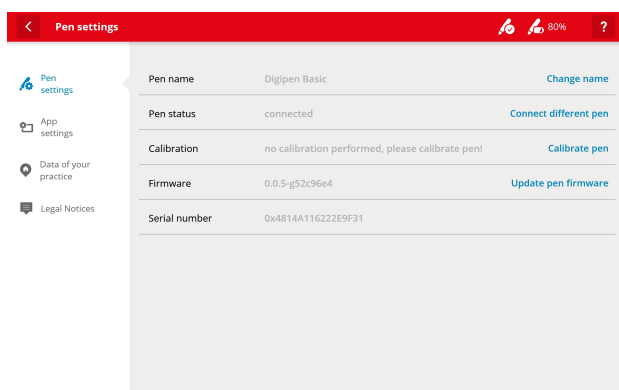 Pen settings
80%
?
Pen
settings
App
settings
Data of your
practice
Legal Notices
Pen name Digipen Basic Change name
Pen status connected Connect different pen
Calibration no calibration performed, please calibrate pen! Calibrate pen
Firmware 0.0.5-g52c96e4 Update pen firmware
Serial number 0x4814A116222E9F31